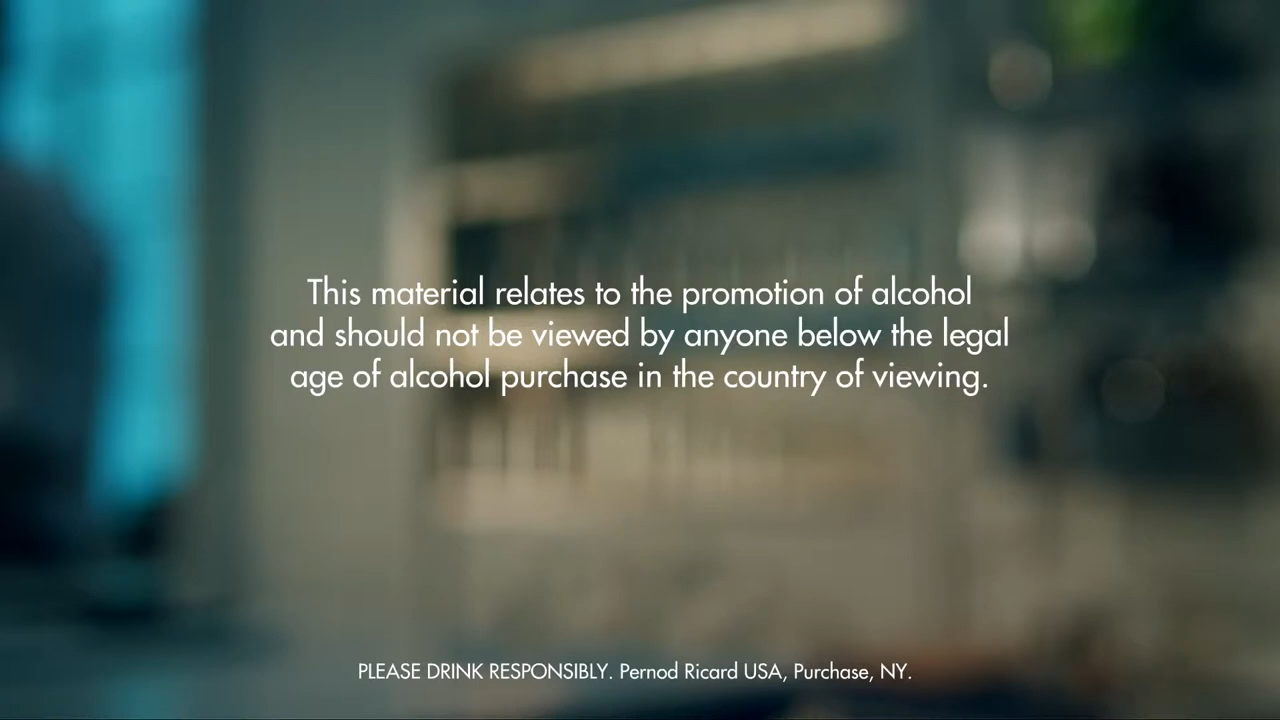 This material relates to the promotion of alcohol
and should not be viewed by anyone below the legal
age of alcohol purchase in the country of viewing.
PLEASE DRINK RESPONSIBLY. Pernod Ricard USA, Purchase, NY.